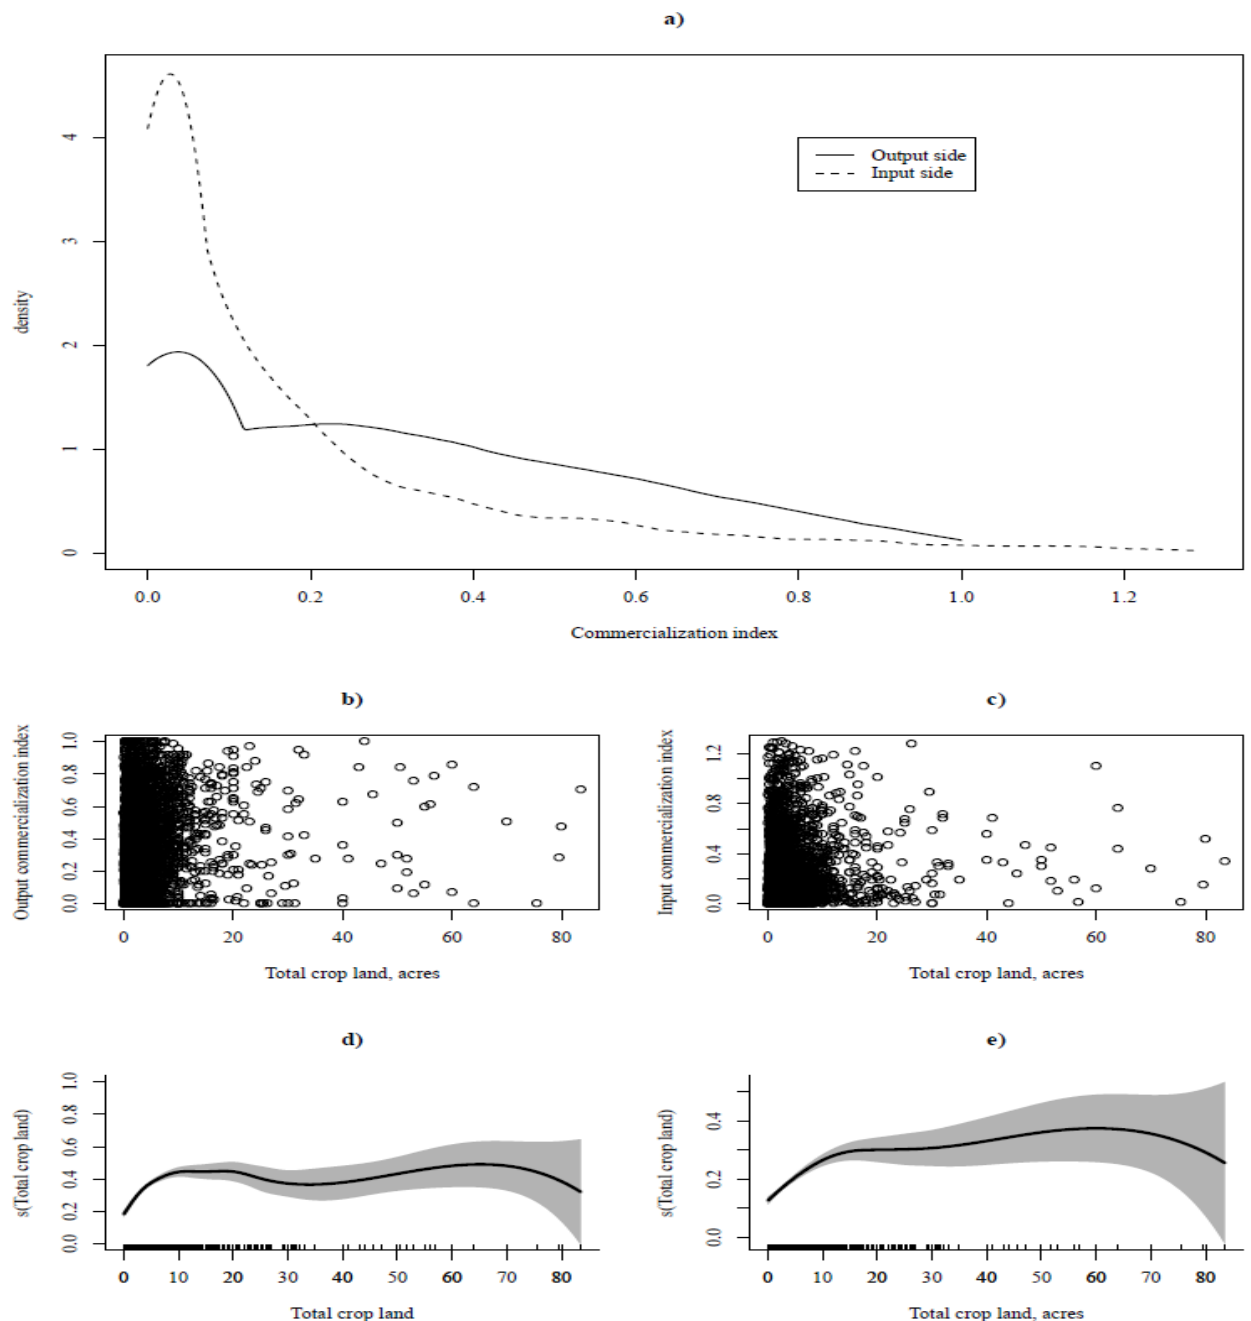 a)
density
4
3
2
1
0
Output side
Input side
0.0 0.2 0.4 0.6 0.8 1.0 1.2
Commercialization index
b)
Output commercialization index
1.0
0.8
0.6
0.4
0.2
0.0
0 20 40 60 80
Total crop land, acres
c)
Input commercialization index
1.2
0.8
0.4
0.0
0 20 40 60 80
Total crop land, acres
d)
s(Total crop land)
1.0
0.8
0.6
0.4
0.2
0.0
0 10 20 30 40 50 60 70 80
Total crop land
e)
s(Total crop land)
0.4
0.2
0.0
0 10 20 30 40 50 60 70 80
Total crop land, acres